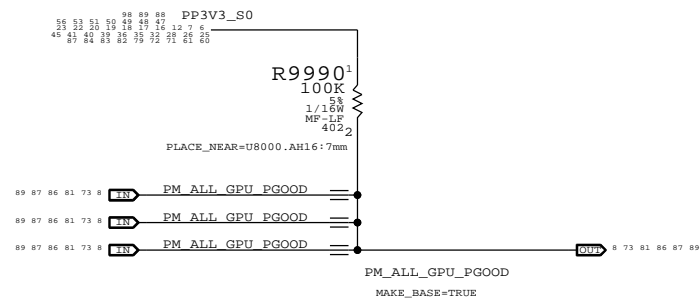 98 89 88
PP3V3_S0
56 53 51 50 49 48 47
23 22 20 19 18 17 16 12 7 6
45 41 40 39 36 35 32 28 26 25
87 84 83 82 79 72 71 61 60
R9990
1
100K
5%
1/16W
MF-LF
402
2
PLACE_NEAR=U8000.AH16:7mm
89 87 86 81 73 8 IN PM_ALL_GPU_PGOOD
89 87 86 81 73 8 IN PM_ALL_GPU_PGOOD
89 87 86 81 73 8 IN PM_ALL_GPU_PGOOD
OUT 8 73 81 86 87 89
PM_ALL_GPU_PGOOD
MAKE_BASE=TRUE